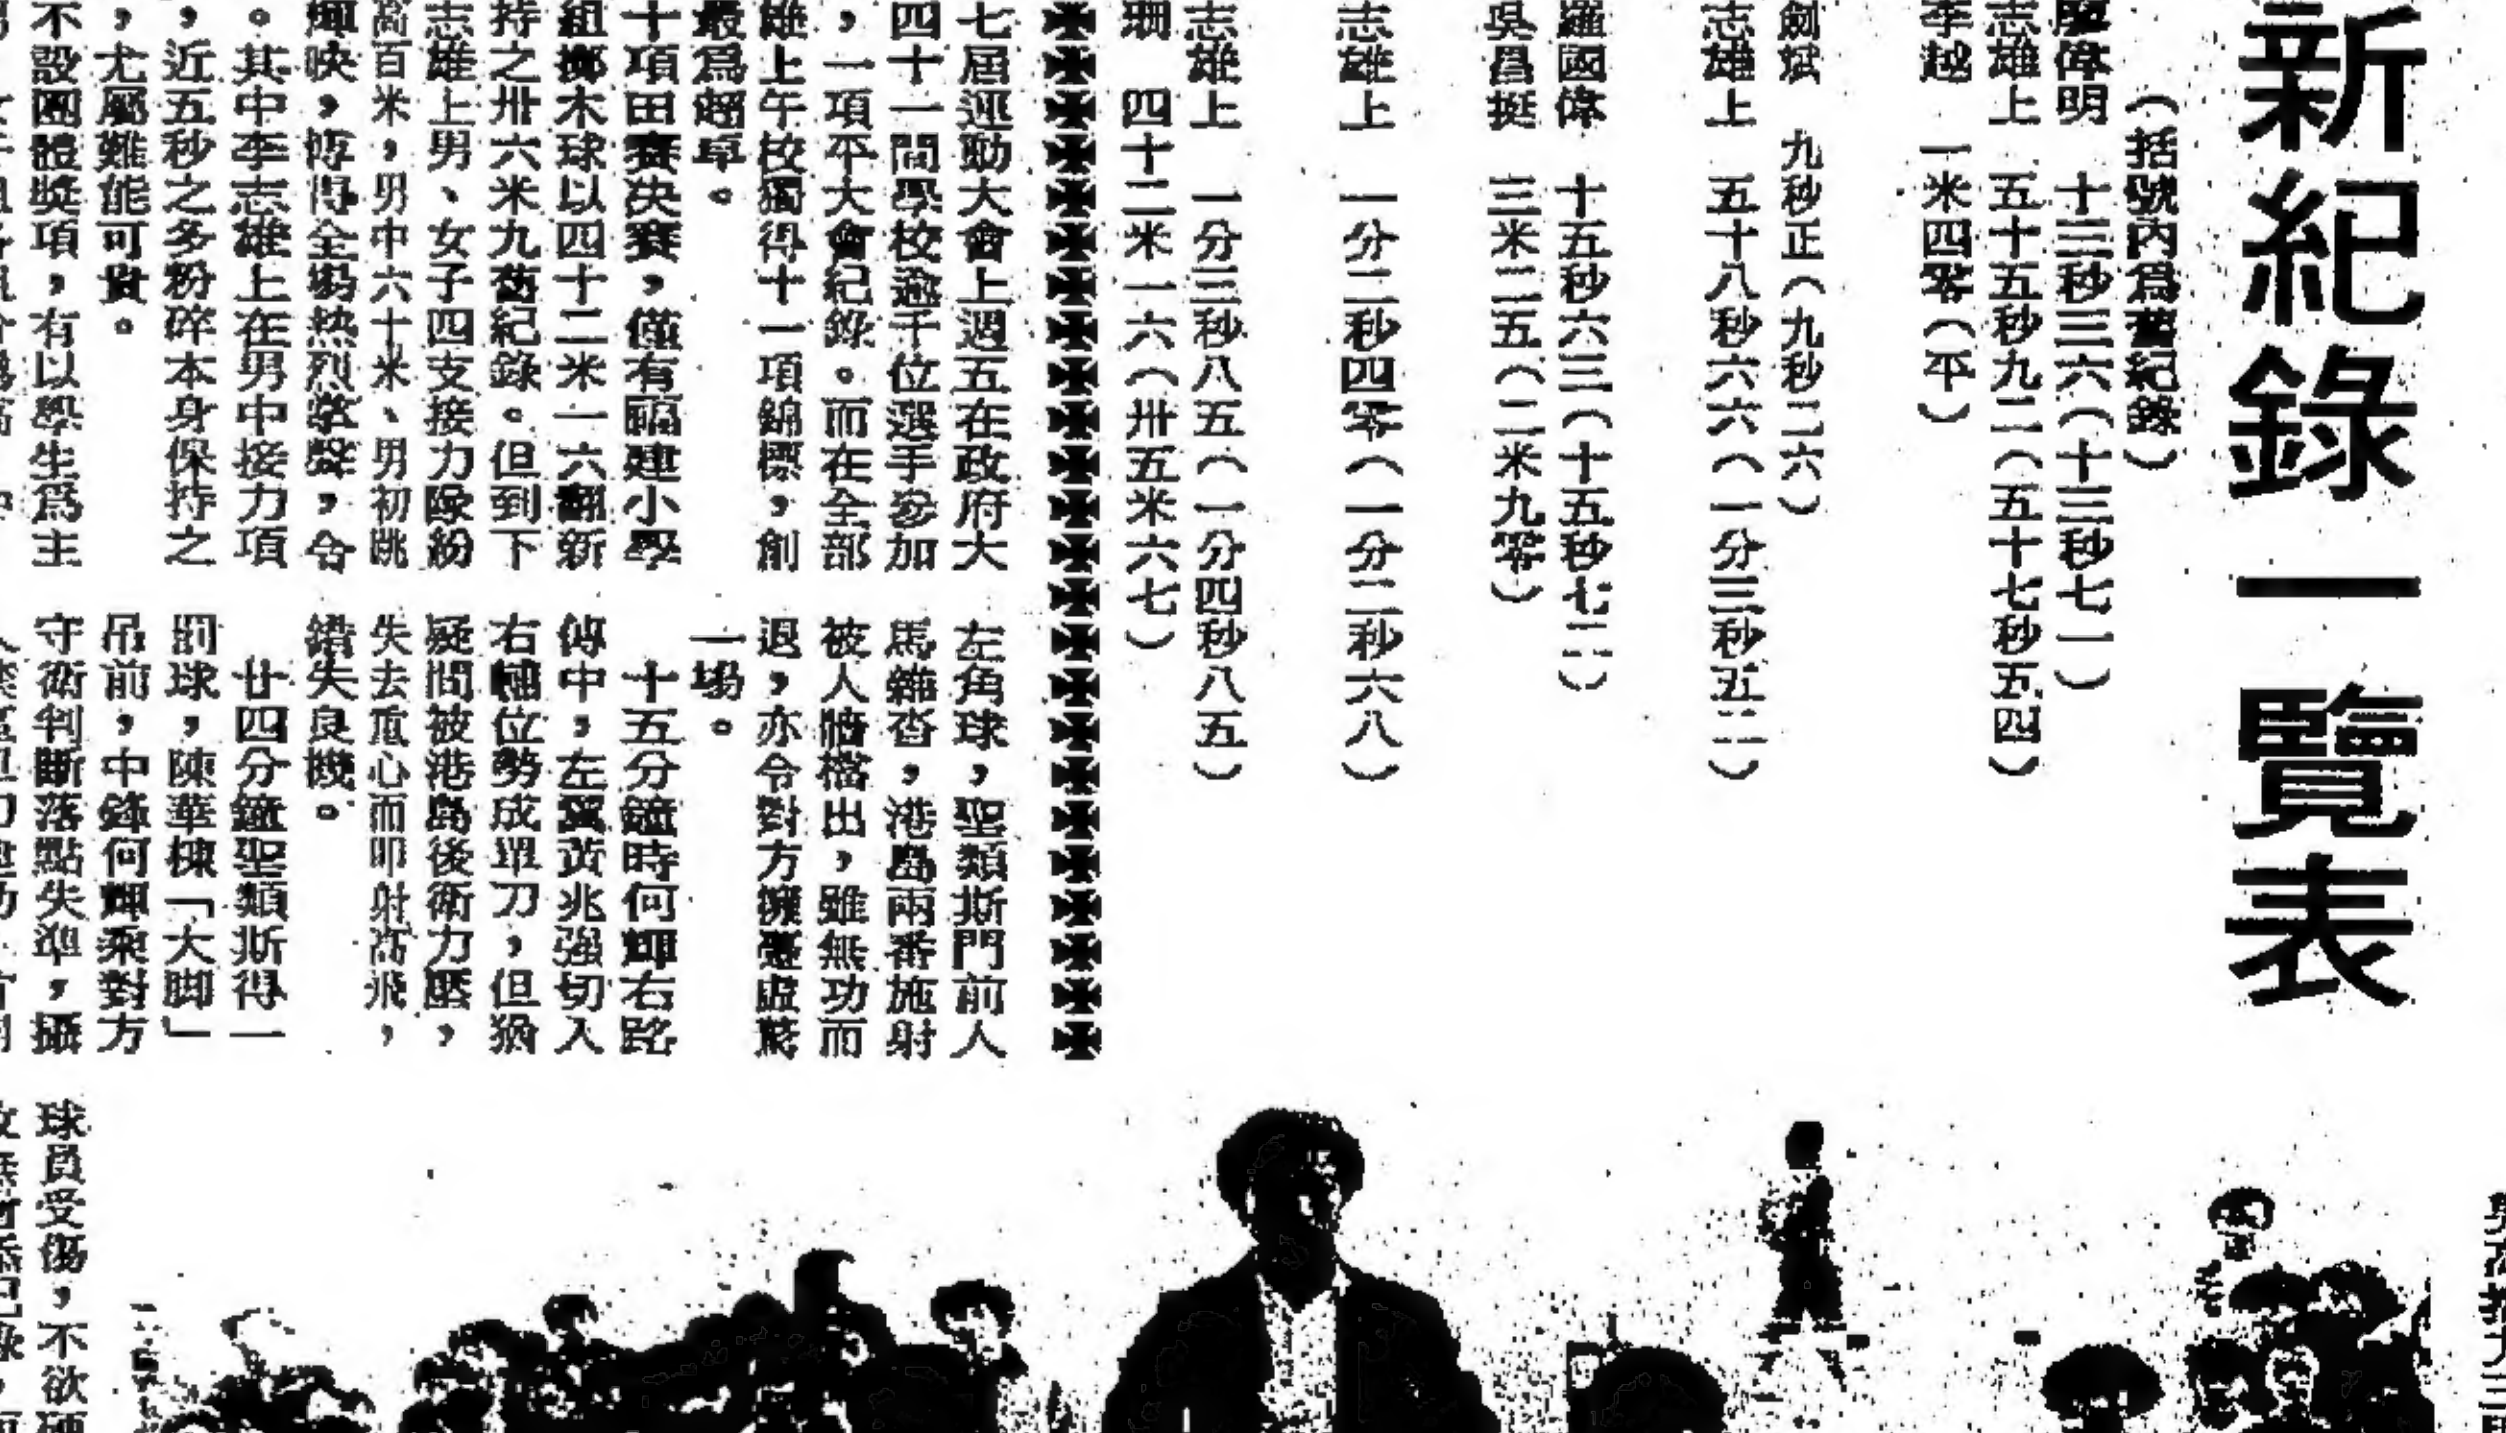 新紀錄一覽表
（括號內為舊紀錄）
廖偉明　十三秒三六（十三秒七一）
志雄上　五十五秒九二（五十七秒五四）
李越　一米四零（平）
劍斌　九秒正（九秒二六）
志雄上　五十八秒六六（一分三秒五二）
羅國偉　十五秒六三（十五秒七二）
吳昌挺　三米二五（二米九零）
志雄上　一分二秒四零（一分二秒六八）
志雄上　一分三秒八五（一分四秒八五）
珊　四十二米一六（卅五米六七）
七屆運動大會上週五在政府大
四十一間學校逾千位選手參加
，一項平大會紀錄。而在全部
雄上午校獨得十一項錦標，創
最為超卓。
十項田賽決賽，僅有福建小學
組擲木球以四十二米一六翻新
持之卅六米九舊紀錄。但到下
志雄上男、女子四支接力隊紛
高百米，男中六十米、男初跳
輝映，博得全場熱烈掌聲，令
。其中李志雄上在男中接力項
，近五秒之多粉碎本身保持之
，尤屬難能可貴。
不設團體獎項，有以學生為主
左角球，聖類斯門前人
馬雜沓，港島兩番施射
被人牆擋出，雖無功而
退，亦令對方擁躉虛驚
一場。
十五分鐘時何輝右路
傳中，左翼黃兆強切入
右輔位勢成單刀，但猶
疑間被港島後衛力壓，
失去重心而叩射高飛，
錯失良機。
廿四分鐘聖類斯得一
罰球，陳華棟「大腳」
吊前，中鋒何輝乘對方
守衛判斷落點失準，攝
球員受傷，不欲